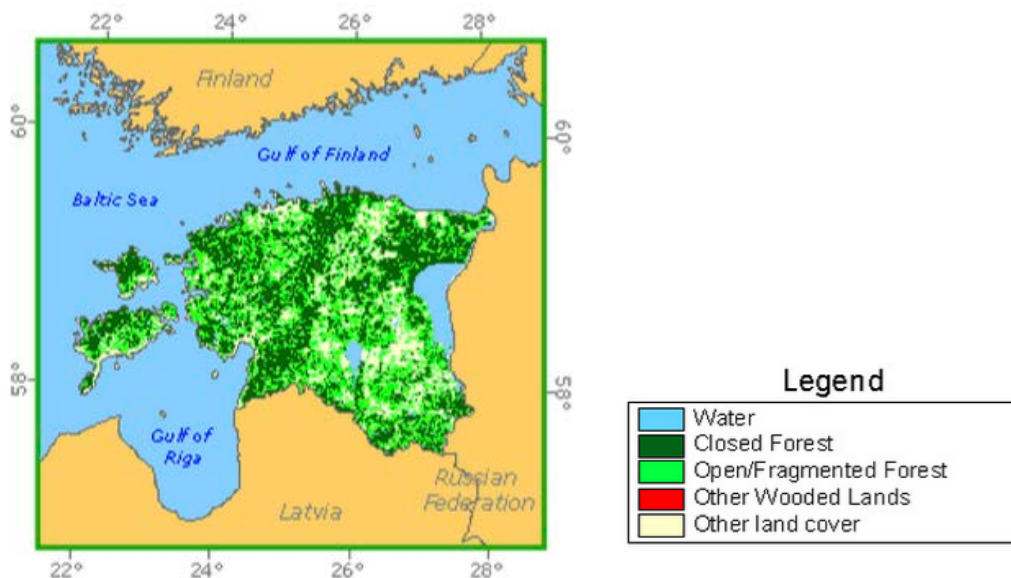 22° 24° 26° 28°
Finland
60°
60°
Gulf of Finland
Baltic Sea
58°
58°
Gulf of
Riga
Russian
Federation
Latvia
22° 24° 26° 28°
Legend
Water
Closed Forest
Open/Fragmented Forest
Other Wooded Lands
Other land cover